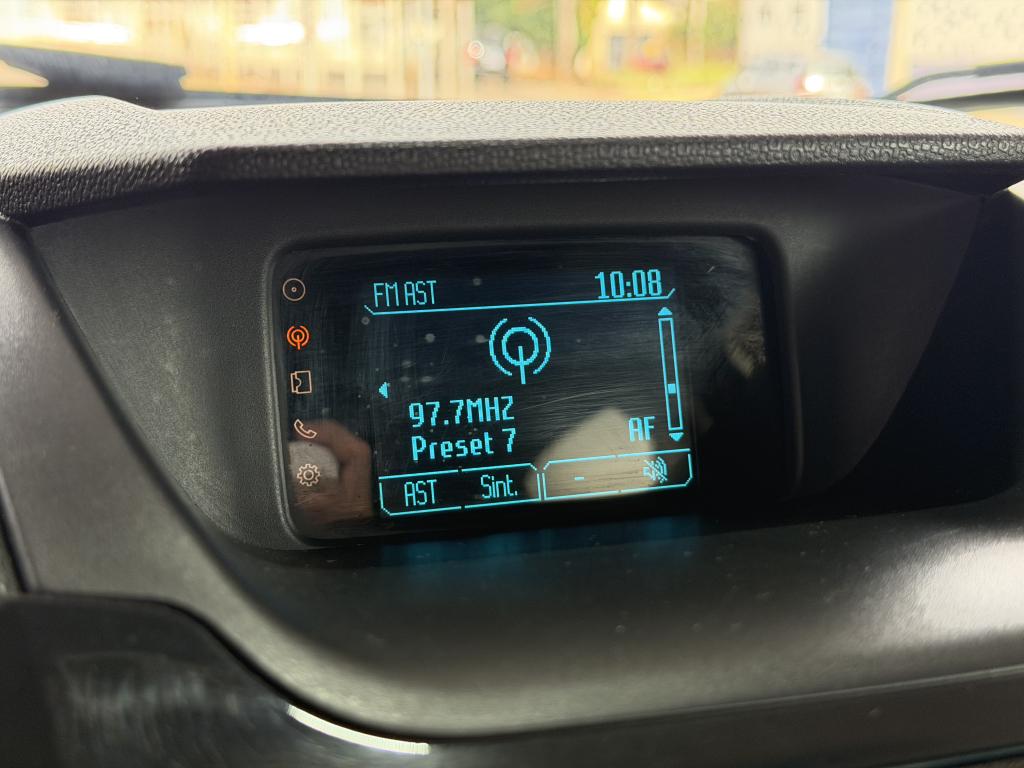 FM AST
10:08
97.7MHZ
Preset 7
AF
AST Sint. -